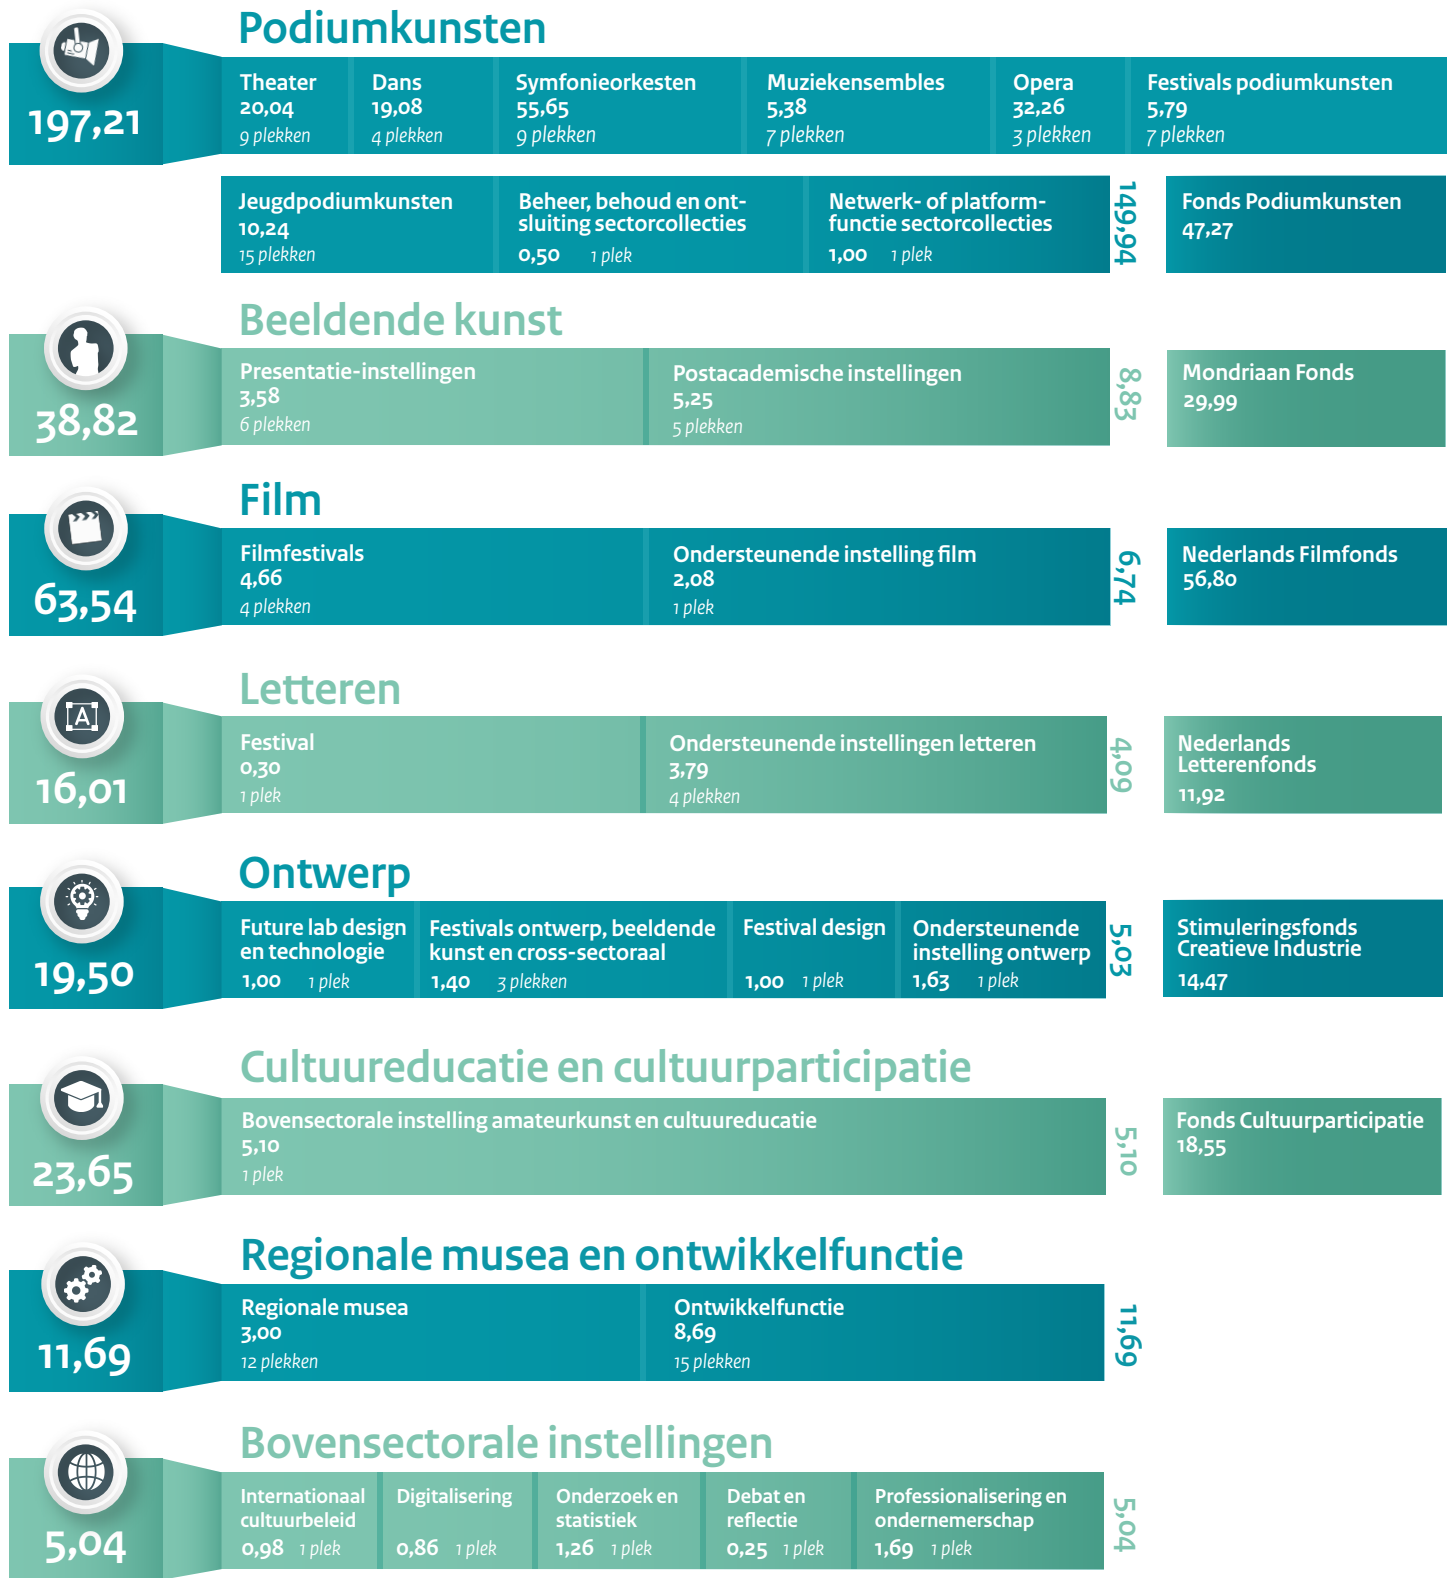 Podiumkunsten
197,21
Theater
20,04
9 plekken
Dans
19,08
4 plekken
Symfonieorkesten
55,65
9 plekken
Muziekensembles
5,38
7 plekken
Opera
32,26
3 plekken
Festivals podiumkunsten
5,79
7 plekken
Jeugdpodiumkunsten
10,24
15 plekken
Beheer, behoud en ont-
sluiting sectorcollecties
0,50 1 plek
Netwerk- of platform-
functie sectorcollecties
1,00 1 plek
149,94
Fonds Podiumkunsten
47,27
Beeldende kunst
38,82
Presentatie-instellingen
3,58
6 plekken
Postacademische instellingen
5,25
5 plekken
8,83
Mondriaan Fonds
29,99
Film
63,54
Filmfestivals
4,66
4 plekken
Ondersteunende instelling film
2,08
1 plek
6,74
Nederlands Filmfonds
56,80
Letteren
A
16,01
Festival
0,30
1 plek
Ondersteunende instellingen letteren
3,79
4 plekken
4,09
Nederlands
Letterenfonds
11,92
Ontwerp
19,50
Future lab design
en technologie
1,00 1 plek
Festivals ontwerp, beeldende
kunst en cross-sectoraal
1,40 3 plekken
Festival design
1,00 1 plek
Ondersteunende
instelling ontwerp
1,63 1 plek
5,03
Stimuleringsfonds
Creatieve Industrie
14,47
Cultuureducatie en cultuurparticipatie
23,65
Bovensectorale instelling amateurkunst en cultuureducatie
5,10
1 plek
5,10
Fonds Cultuurparticipatie
18,55
Regionale musea en ontwikkelfunctie
11,69
Regionale musea
3,00
12 plekken
Ontwikkelfunctie
8,69
15 plekken
11,69
Bovensectorale instellingen
5,04
Internationaal
cultuurbeleid
0,98 1 plek
Digitalisering
0,86 1 plek
Onderzoek en
statistiek
1,26 1 plek
Debat en
reflectie
0,25 1 plek
Professionalisering en
ondernemerschap
1,69 1 plek
5,04